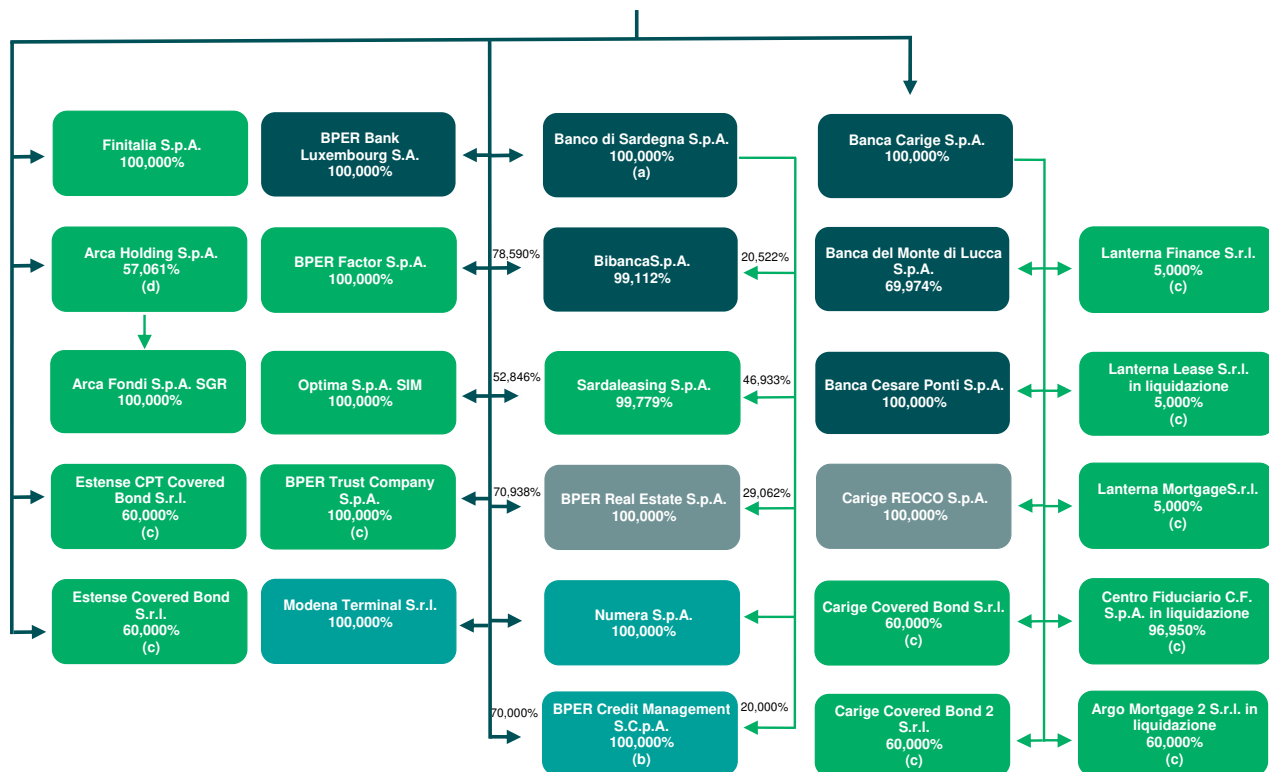 Finitalia S.p.A.
100,000%
BPER Bank
Luxembourg S.A.
100,000%
Banco di Sardegna S.p.A.
100,000%
(a)
Banca Carige S.p.A.
100,000%
Arca Holding S.p.A.
57,061%
(d)
BPER Factor S.p.A.
100,000%
78,590%
BibancaS.p.A.
99,112%
20,522%
Banca del Monte di Lucca
S.p.A.
69,974%
Lanterna Finance S.r.l.
5,000%
(c)
Arca Fondi S.p.A. SGR
100,000%
Optima S.p.A. SIM
100,000%
52,846%
Sardaleasing S.p.A.
99,779%
46,933%
Banca Cesare Ponti S.p.A.
100,000%
Lanterna Lease S.r.l.
in liquidazione
5,000%
(c)
Estense CPT Covered
Bond S.r.l.
60,000%
(c)
BPER Trust Company
S.p.A.
100,000%
(c)
70,938%
BPER Real Estate S.p.A.
100,000%
29,062%
Carige REOCO S.p.A.
100,000%
Lanterna MortgageS.r.l.
5,000%
(c)
Estense Covered Bond
S.r.l.
60,000%
(c)
Modena Terminal S.r.l.
100,000%
Numera S.p.A.
100,000%
Carige Covered Bond S.r.l.
60,000%
(c)
Centro Fiduciario C.F.
S.p.A. in liquidazione
96,950%
(c)
70,000%
BPER Credit Management
S.C.p.A.
100,000%
(b)
20,000%
Carige Covered Bond 2
S.r.l.
60,000%
(c)
Argo Mortgage 2 S.r.l. in
liquidazione
60,000%
(c)